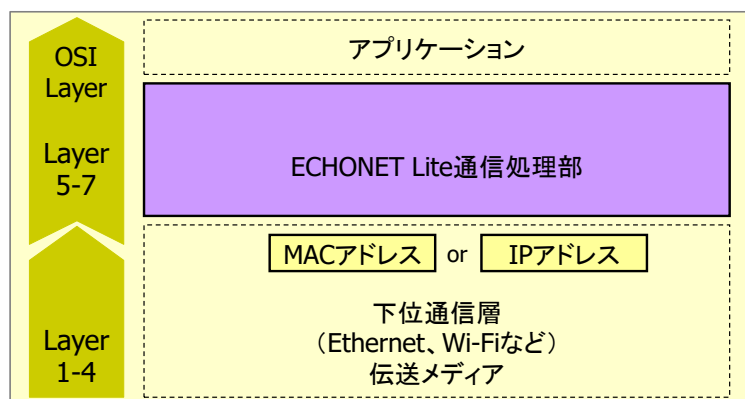 OSI
Layer
アプリケーション
Layer
5-7
ECHONET Lite通信処理部
MACアドレス or IPアドレス
下位通信層
（Ethernet、Wi-Fiなど）
伝送メディア
Layer
1-4